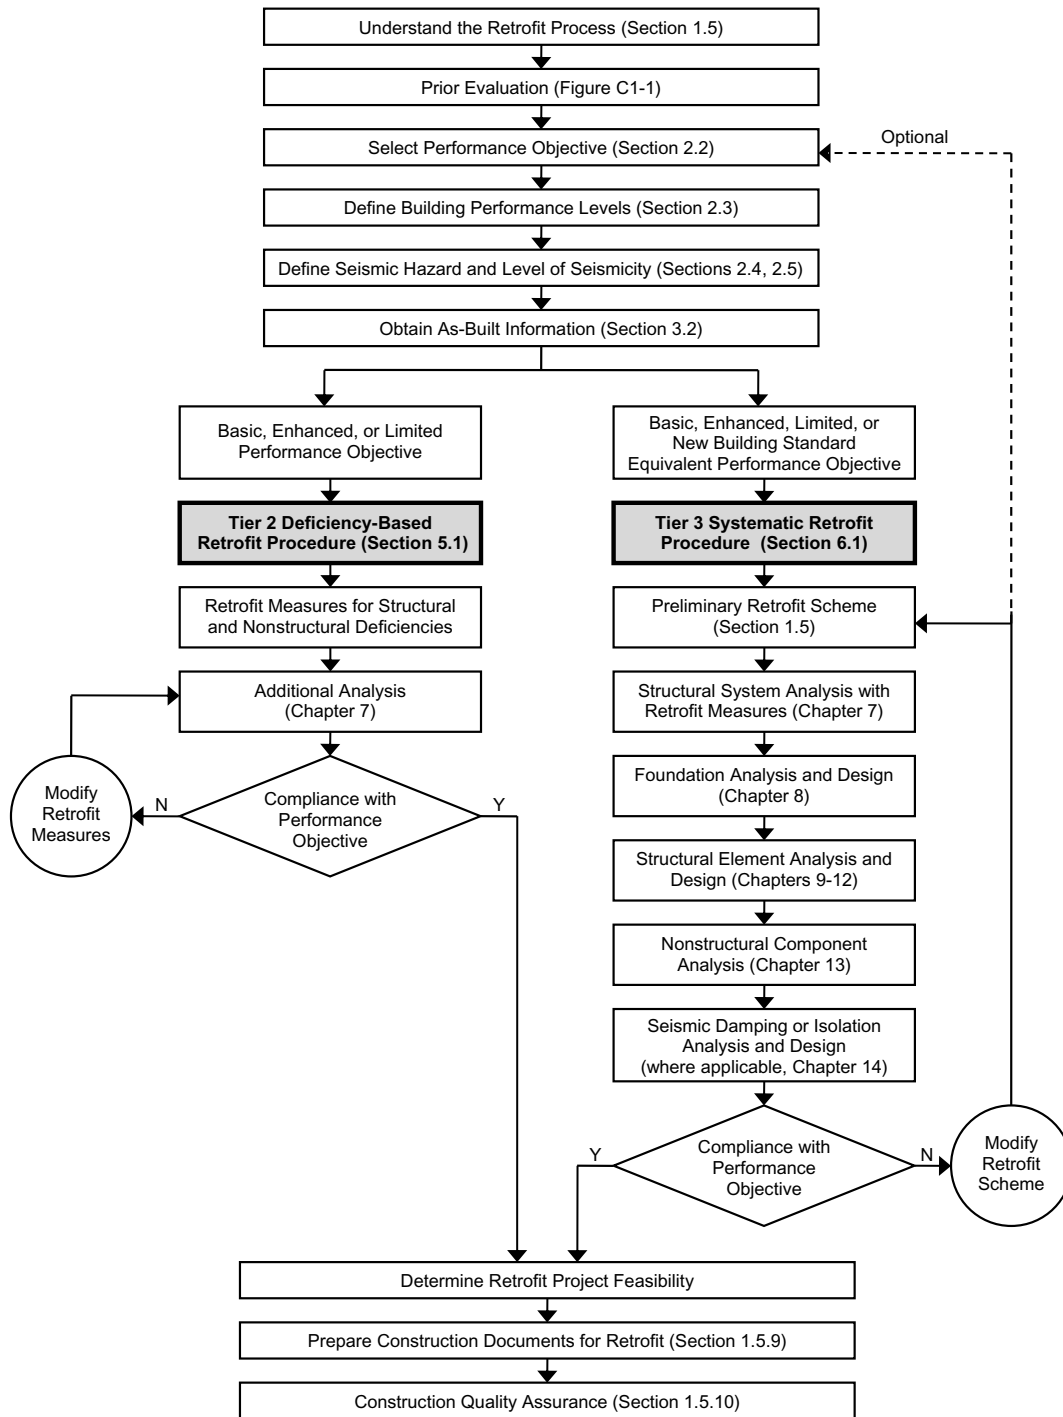 Understand the Retrofit Process (Section 1.5)
Prior Evaluation (Figure C1-1)
Optional
Select Performance Objective (Section 2.2)
Define Building Performance Levels (Section 2.3)
Define Seismic Hazard and Level of Seismicity (Sections 2.4, 2.5)
Obtain As-Built Information (Section 3.2)
Basic, Enhanced, or Limited
Performance Objective
Basic, Enhanced, Limited, or
New Building Standard
Equivalent Performance Objective
Tier 2 Deficiency-Based
Retrofit Procedure (Section 5.1)
Tier 3 Systematic Retrofit
Procedure (Section 6.1)
Retrofit Measures for Structural
and Nonstructural Deficiencies
Preliminary Retrofit Scheme
(Section 1.5)
Additional Analysis
(Chapter 7)
Structural System Analysis with
Retrofit Measures (Chapter 7)
Modify
Retrofit
Measures
N
Compliance with
Performance
Objective
Y
Foundation Analysis and Design
(Chapter 8)
Structural Element Analysis and
Design (Chapters 9-12)
Nonstructural Component
Analysis (Chapter 13)
Seismic Damping or Isolation
Analysis and Design
(where applicable, Chapter 14)
Y
Compliance with
Performance
Objective
N
Modify
Retrofit
Scheme
Determine Retrofit Project Feasibility
Prepare Construction Documents for Retrofit (Section 1.5.9)
Construction Quality Assurance (Section 1.5.10)